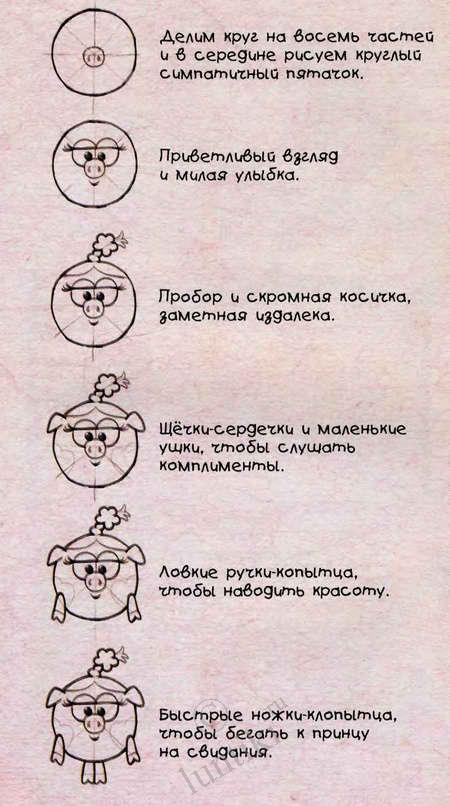 Делим круг на восемь частей
и в середине рисуем круглый
симпатичный пятачок.
Приветливый взгляд
и милая улыбка.
Пробор и скромная косичка,
заметная издалека.
Щёчки-сердечки и маленькие
ушки, чтобы слушать
комплименты.
Ловкие ручки-копытца,
чтобы наводить красоту.
Быстрые ножки-клопытца,
чтобы бегать к принцу
на свидания.